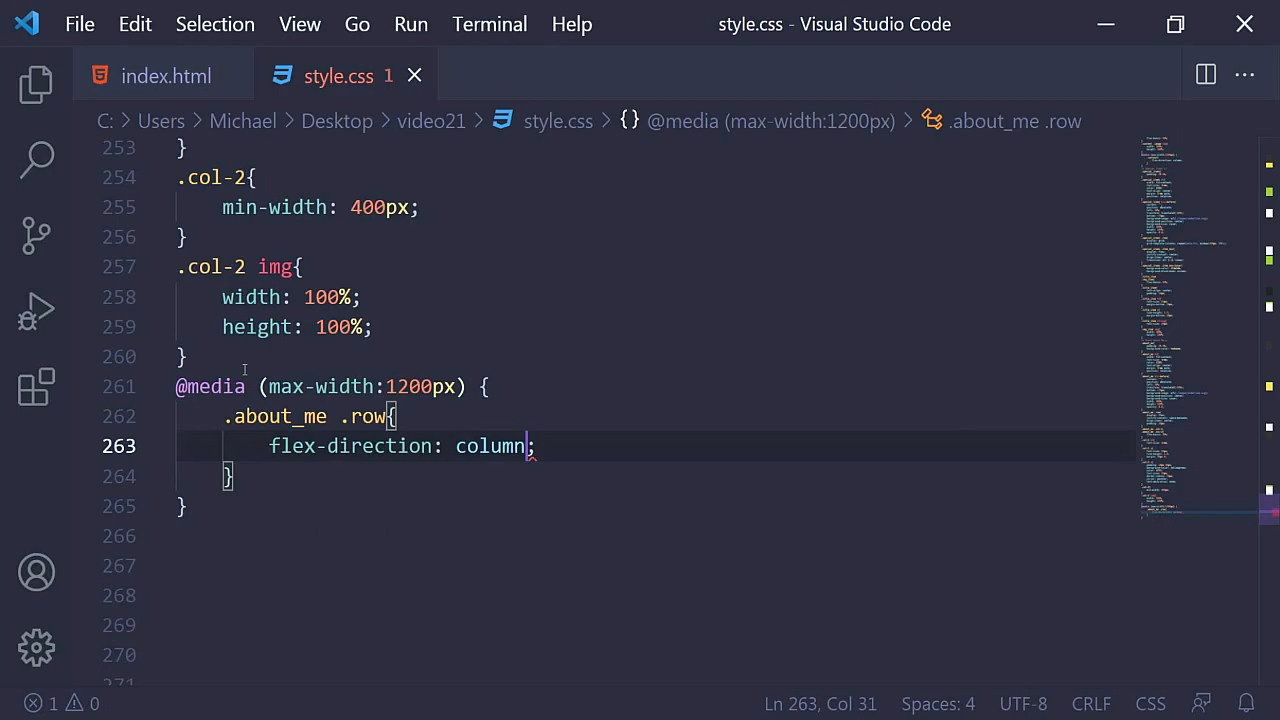 File Edit Selection View Go Run Terminal Help style.css - Visual Studio Code
index.html style.css 1
C: > Users > Michael > Desktop > video21 > style.css > {} @media (max-width:1200px) > .about_me .row
253 }
254 .col-2{
255 min-width: 400px;
256 }
257 .col-2 img{
258 width: 100%;
259 height: 100%;
260 }
261 @media (max-width:1200px) {
262 .about_me .row{
263 flex-direction: column;
264 }
265 }
266
267
268
269
270
271
1 0 Ln 263, Col 31 Spaces: 4 UTF-8 CRLF CSS